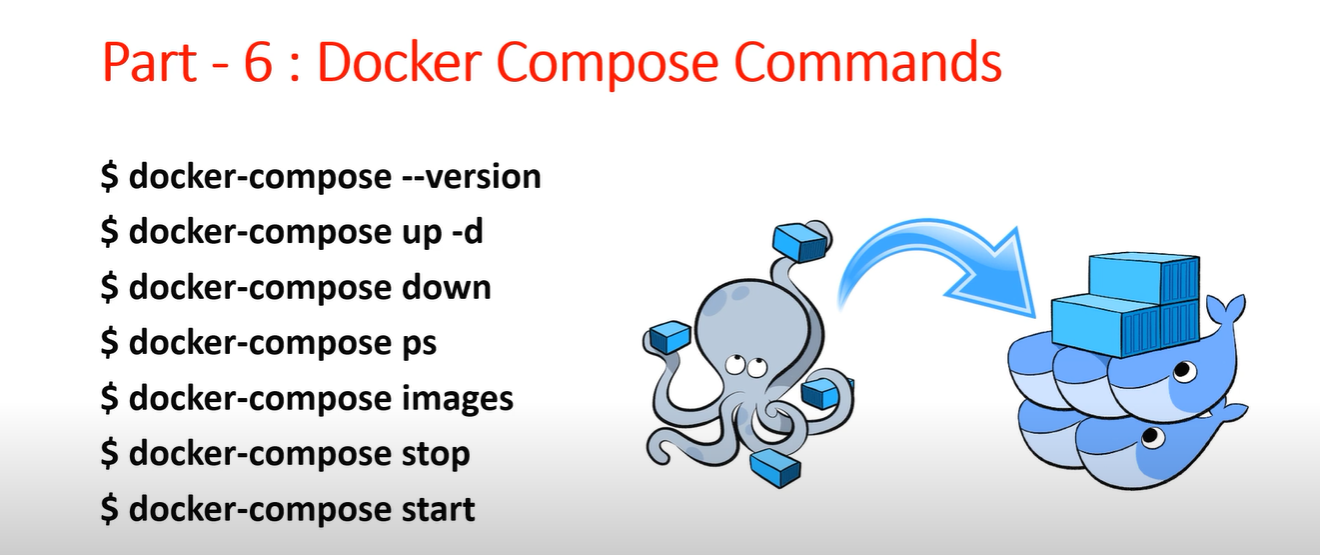 Part - 6 : Docker Compose Commands
$ docker-compose --version
$ docker-compose up -d
$ docker-compose down
$ docker-compose ps
$ docker-compose images
$ docker-compose stop
$ docker-compose start